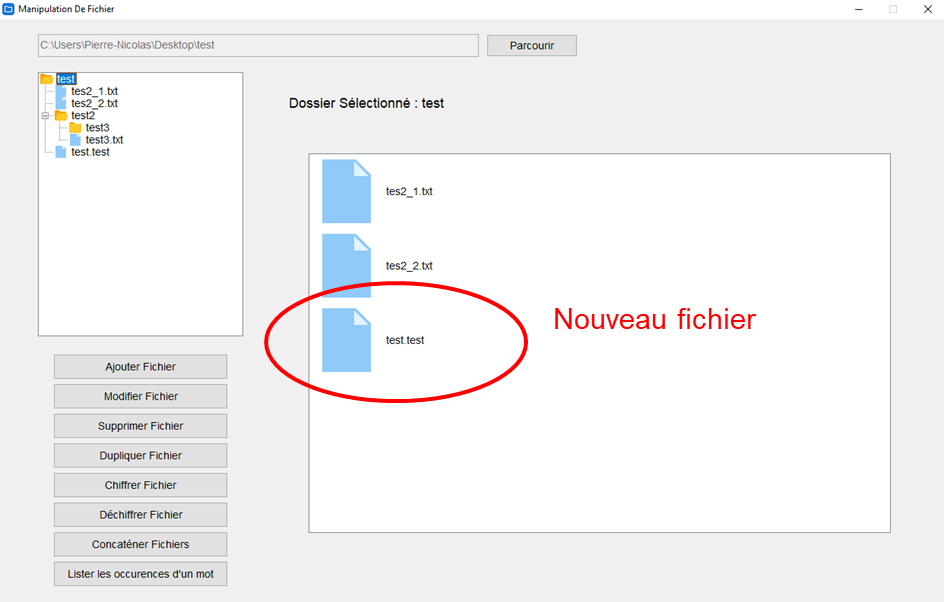 Manipulation De Fichier
C:\Users\Pierre-Nicolas\Desktop\test
Parcourir
test
tes2_1.txt
tes2_2.txt
test2
test3
test3.txt
test.test
Dossier Sélectionné : test
tes2_1.txt
tes2_2.txt
test.test
Nouveau fichier
Ajouter Fichier
Modifier Fichier
Supprimer Fichier
Dupliquer Fichier
Chiffrer Fichier
Déchiffrer Fichier
Concaténer Fichiers
Lister les occurences d'un mot